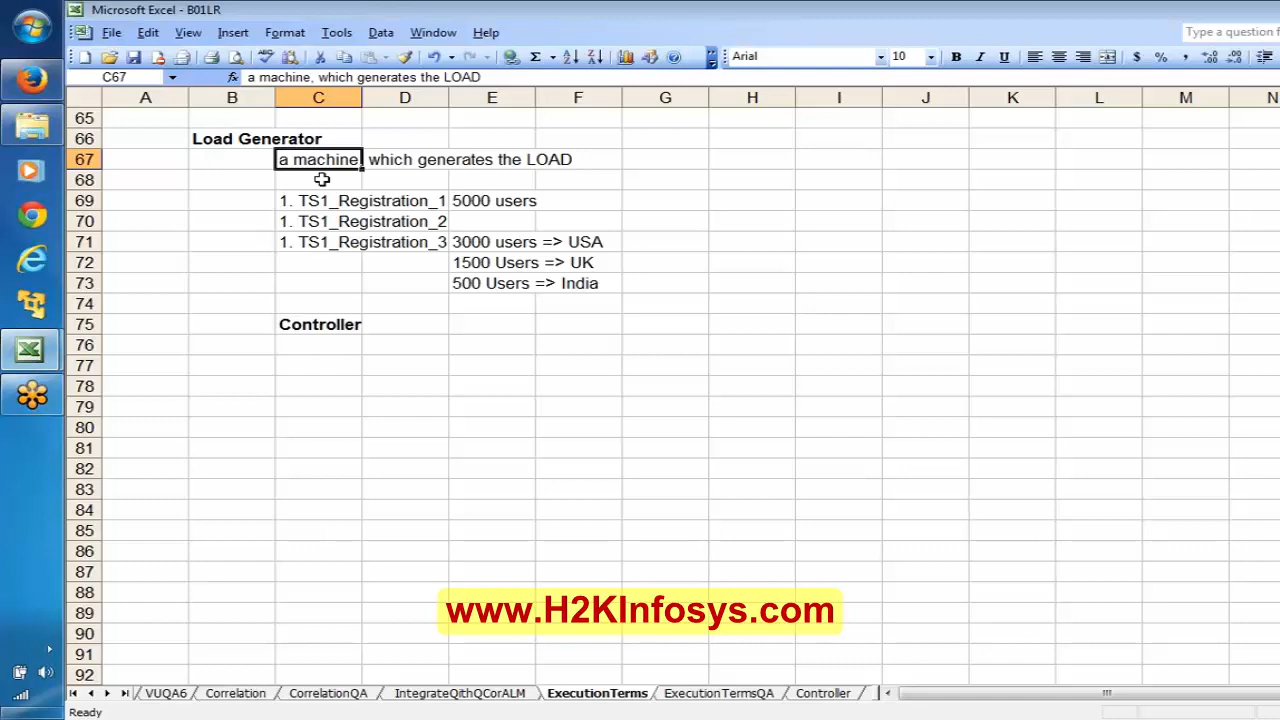 Microsoft Excel - B01LR
File Edit View Insert Format Tools Data Window Help
Type a question f
Arial 10 B I U $ % ,
C67 fx a machine, which generates the LOAD
A B C D E F G H I J K L M N
65
66 Load Generator
67 a machine, which generates the LOAD
68
69 1. TS1_Registration_1 5000 users
70 1. TS1_Registration_2
71 1. TS1_Registration_3 3000 users => USA
72 1500 Users => UK
73 500 Users => India
74
75 Controller
76
77
78
79
80
81
82
83
84
85
86
87
88
89
90
91
92
www.H2KInfosys.com
VUQA6 Correlation CorrelationQA IntegrateQithQCorALM ExecutionTerms ExecutionTermsQA Controller
Ready